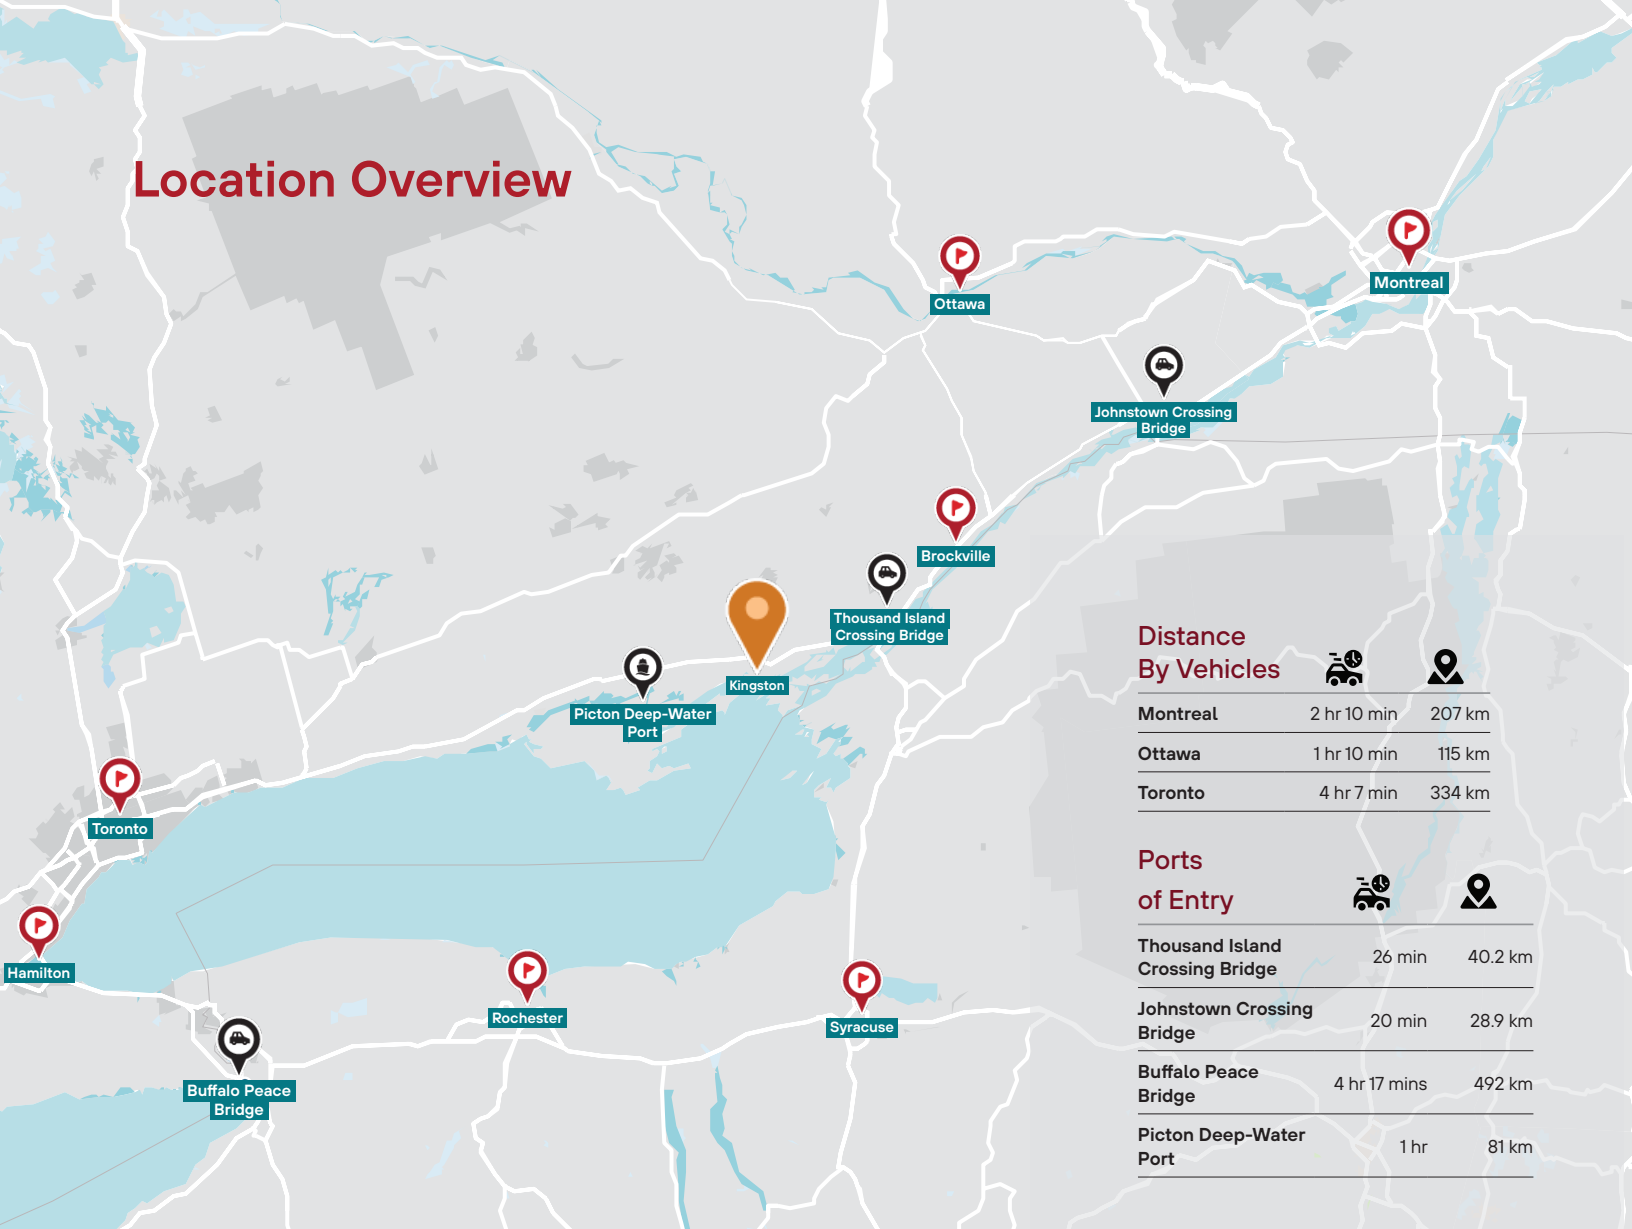 Location Overview
Montreal
Ottawa
Johnstown Crossing
Bridge
Brockville
Thousand Island
Crossing Bridge
Kingston
Picton Deep-Water
Port
Toronto
Hamilton
Rochester
Syracuse
Buffalo Peace
Bridge
Distance
By Vehicles
Montreal 2 hr 10 min 207 km
Ottawa 1 hr 10 min 115 km
Toronto 4 hr 7 min 334 km
Ports
of Entry
Thousand Island
Crossing Bridge 26 min 40.2 km
Johnstown Crossing
Bridge 20 min 28.9 km
Buffalo Peace
Bridge 4 hr 17 mins 492 km
Picton Deep-Water
Port 1 hr 81 km